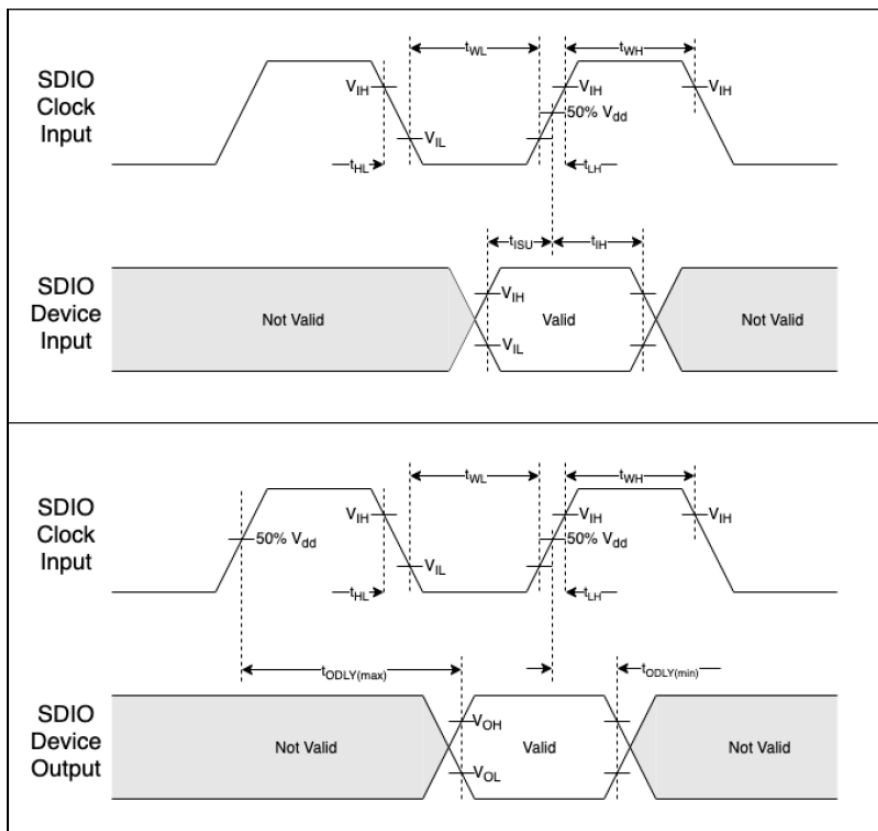 t_WL
t_WH
SDIO
Clock
Input
V_IH
V_IH
V_IH
50% V_dd
V_IL
t_HL
t_LH
t_ISU
t_IH
SDIO
Device
Input
V_IH
Not Valid
Valid
Not Valid
V_IL
t_WL
t_WH
SDIO
Clock
Input
V_IH
V_IH
V_IH
50% V_dd
50% V_dd
V_IL
t_HL
t_LH
t_ODLY(max)
t_ODLY(min)
SDIO
Device
Output
V_OH
Not Valid
Valid
Not Valid
V_OL